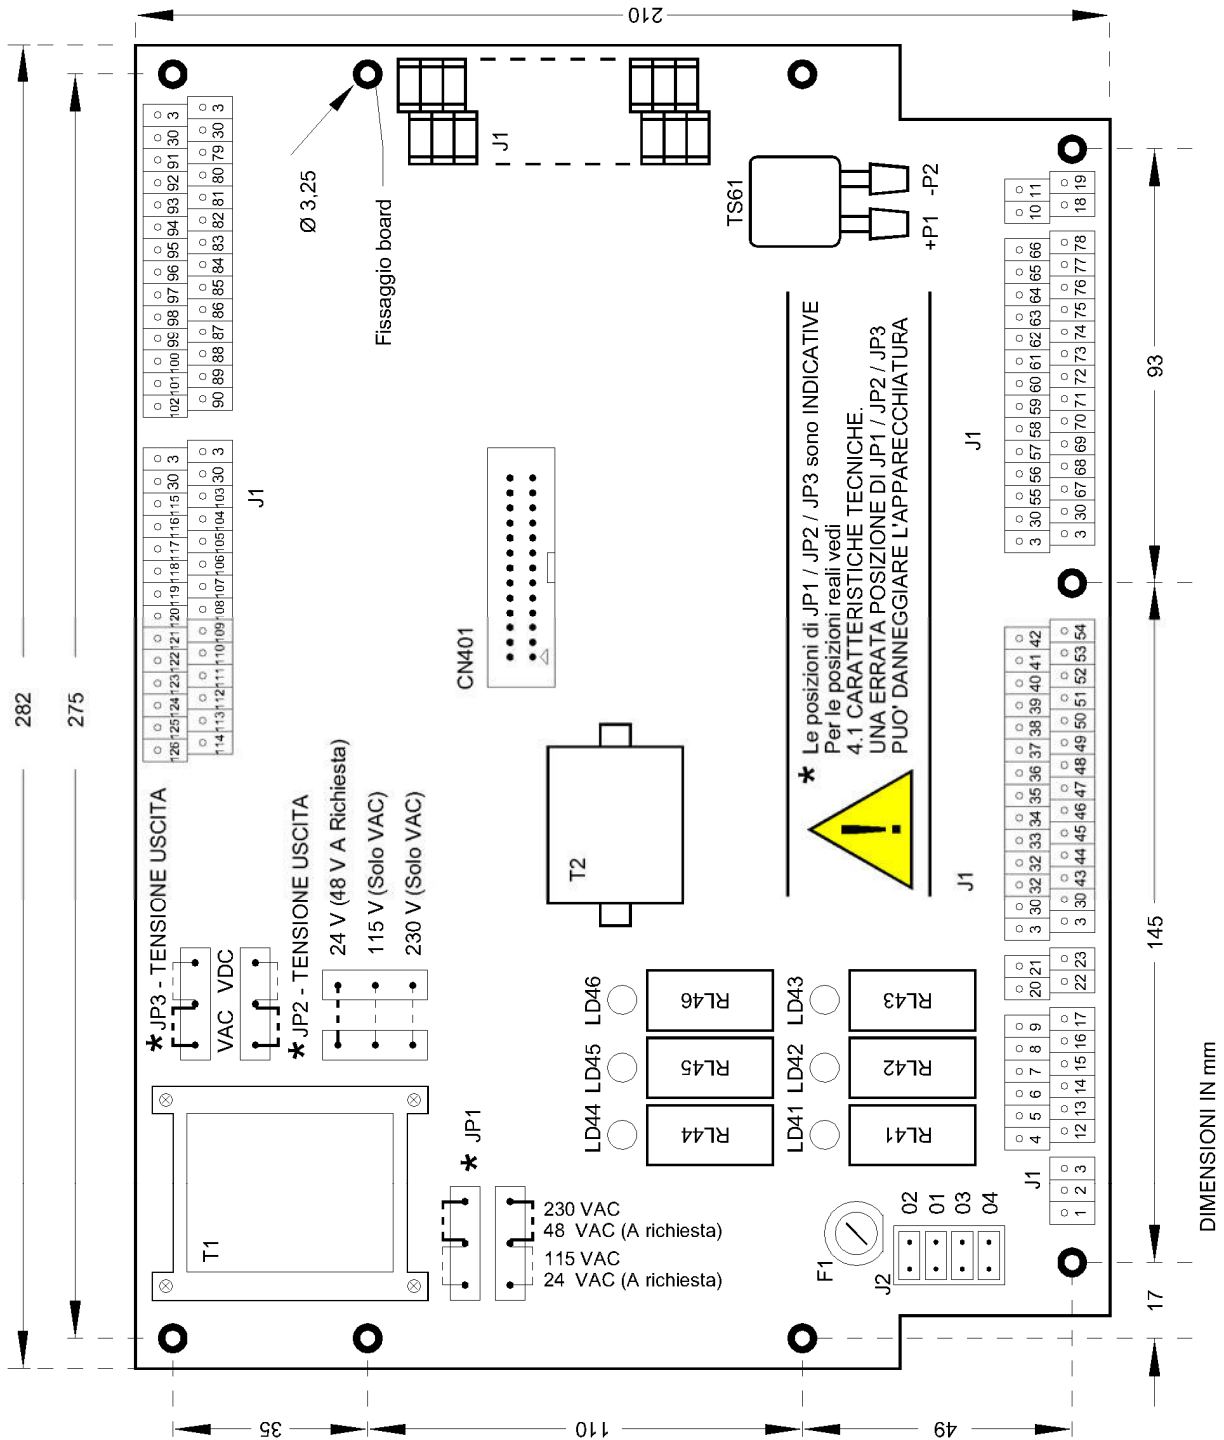 210
282
275
3 30 91 92 93 94 95 96 97 98 99 100 101 102
3 30 79 80 81 82 83 84 85 86 87 88 89 90
Ø 3,25
Fissaggio board
J1
TS61
+P1 -P2
3 30 115 116 117 118 119 120 121 122 123 124 125 126
3 30 103 104 105 106 107 108 109 110 111 112 113 114
J1
CN401
* Le posizioni di JP1 / JP2 / JP3 sono INDICATIVE
Per le posizioni reali vedi
4.1 CARATTERISTICHE TECNICHE.
UNA ERRATA POSIZIONE DI JP1 / JP2 / JP3
PUO' DANNEGGIARE L'APPARECCHIATURA
!
10 11
18 19
J1
3 30 55 56 57 58 59 60 61 62 63 64 65 66
3 30 67 68 69 70 71 72 73 74 75 76 77 78
93
*JP3 - TENSIONE USCITA
VAC VDC
*JP2 - TENSIONE USCITA
24 V (48 V A Richiesta)
115 V (Solo VAC)
230 V (Solo VAC)
T2
J1
3 30 32 32 33 34 35 36 37 38 39 40 41 42
3 30 43 44 45 46 47 48 49 50 51 52 53 54
145
T1
* JP1
230 VAC
48 VAC (A richiesta)
115 VAC
24 VAC (A richiesta)
LD44 LD45 LD46
RL44 RL45 RL46
LD41 LD42 LD43
RL41 RL42 RL43
20 21
22 23
4 5 6 7 8 9
12 13 14 15 16 17
J1
1 2 3
F1
J2
02
01
03
04
17
35
110
49
DIMENSIONI IN mm